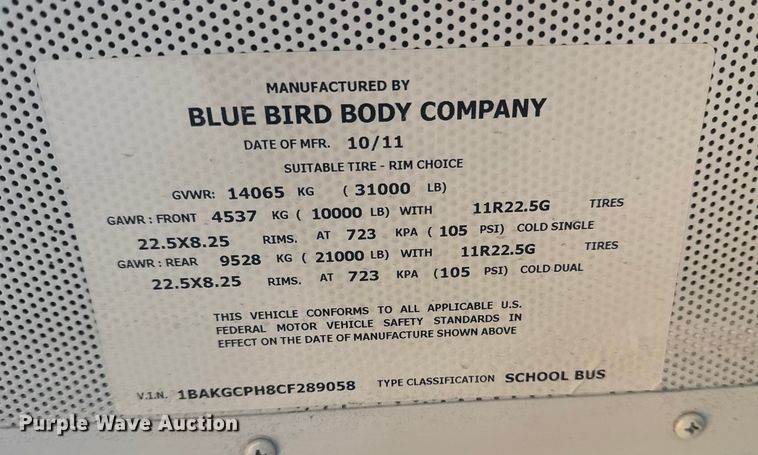 MANUFACTURED BY
BLUE BIRD BODY COMPANY
DATE OF MFR. 10/11
SUITABLE TIRE - RIM CHOICE
GVWR: 14065 KG ( 31000 LB)
GAWR : FRONT 4537 KG ( 10000 LB) WITH 11R22.5G TIRES
22.5X8.25 RIMS. AT 723 KPA ( 105 PSI) COLD SINGLE
GAWR : REAR 9528 KG ( 21000 LB) WITH 11R22.5G TIRES
22.5X8.25 RIMS. AT 723 KPA (105 PSI) COLD DUAL
THIS VEHICLE CONFORMS TO ALL APPLICABLE U.S.
FEDERAL MOTOR VEHICLE SAFETY STANDARDS IN
EFFECT ON THE DATE OF MANUFACTURE SHOWN ABOVE
V.I.N. 1BAKGCPH8CF289058 TYPE CLASSIFICATION SCHOOL BUS
Purple Wave Auction